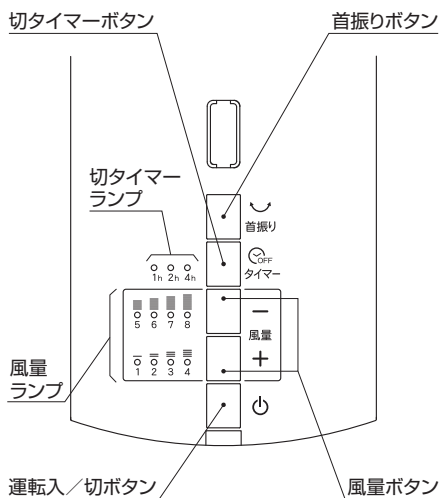 切タイマーボタン
首振りボタン
切タイマー
ランプ
首振り
OFF
タイマー
1h 2h 4h
5 6 7 8
−
風量
+
1 2 3 4
風量
ランプ
運転入／切ボタン
風量ボタン